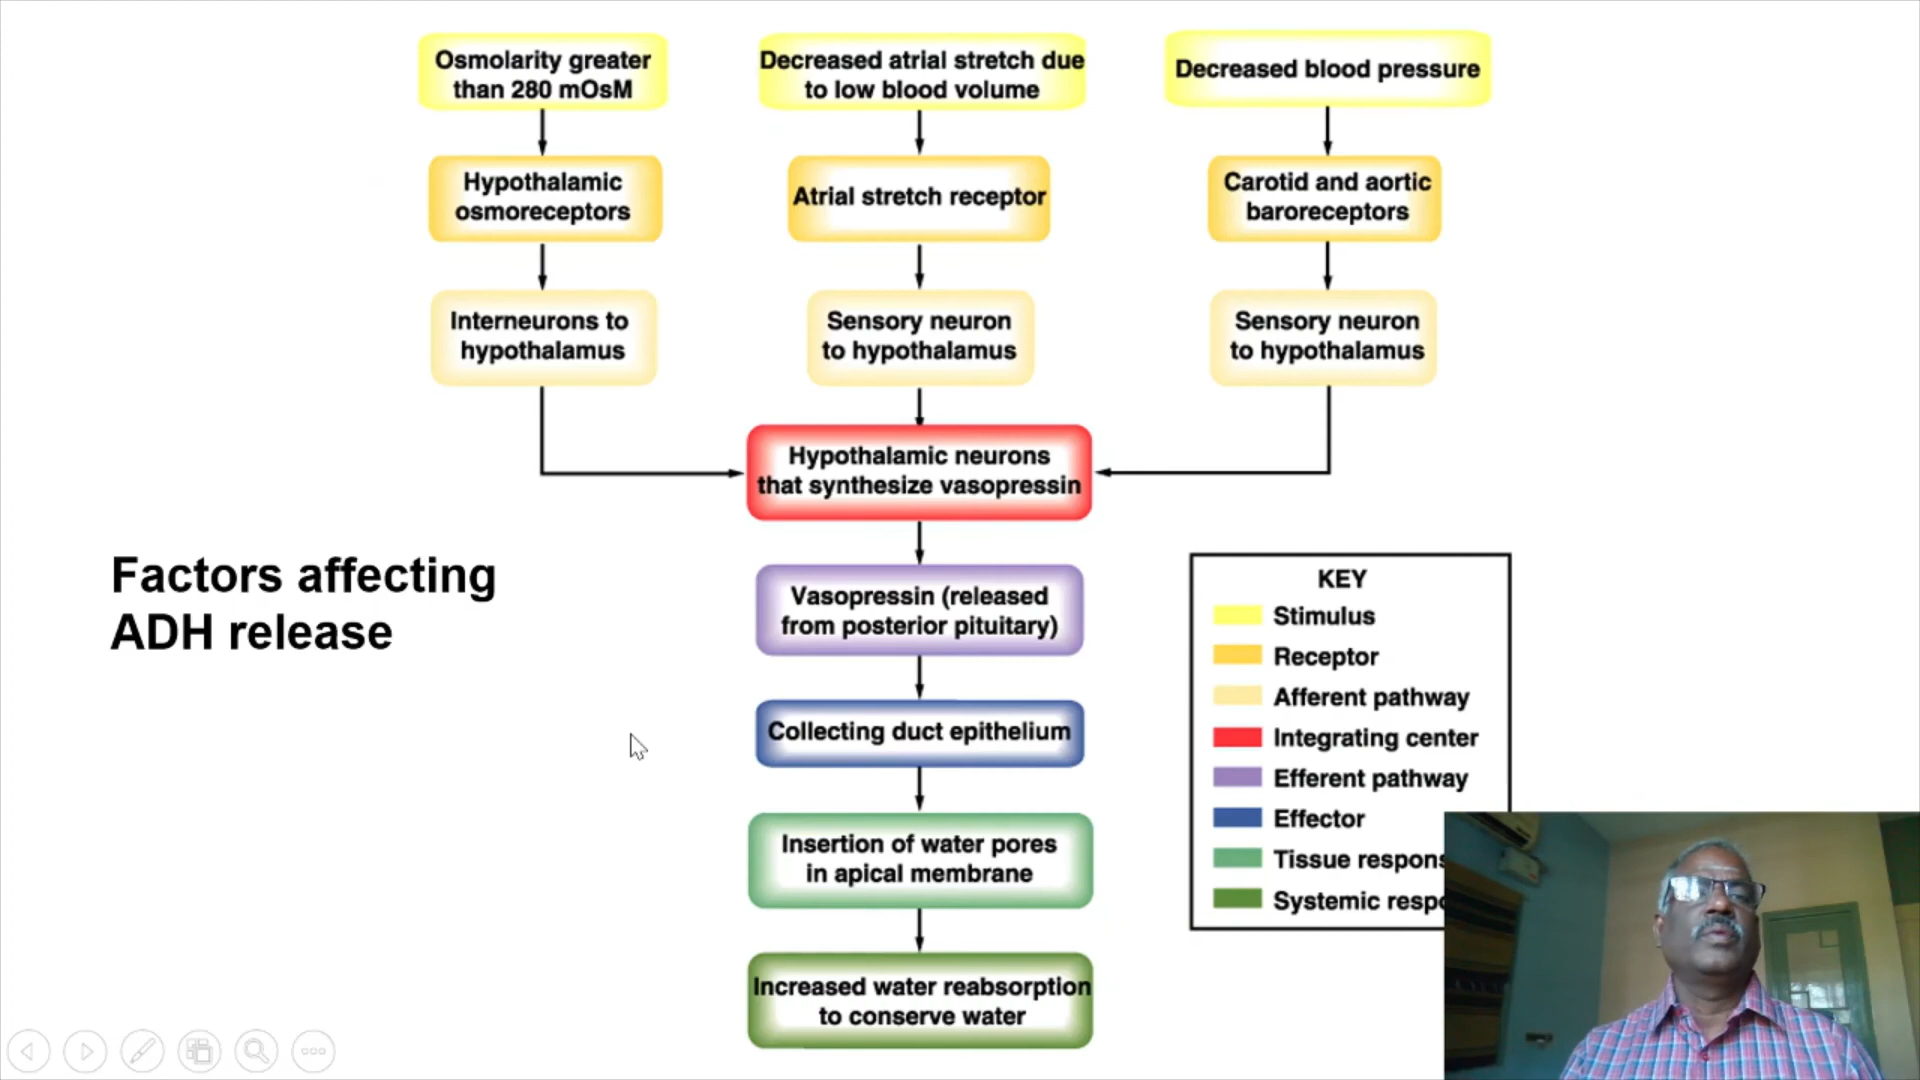 Osmolarity greater
than 280 mOsM
Decreased atrial stretch due
to low blood volume
Decreased blood pressure
Hypothalamic
osmoreceptors
Atrial stretch receptor
Carotid and aortic
baroreceptors
Interneurons to
hypothalamus
Sensory neuron
to hypothalamus
Sensory neuron
to hypothalamus
Hypothalamic neurons
that synthesize vasopressin
Factors affecting
ADH release
Vasopressin (released
from posterior pituitary)
Collecting duct epithelium
Insertion of water pores
in apical membrane
Increased water reabsorption
to conserve water
KEY
Stimulus
Receptor
Afferent pathway
Integrating center
Efferent pathway
Effector
Tissue respons
Systemic resp